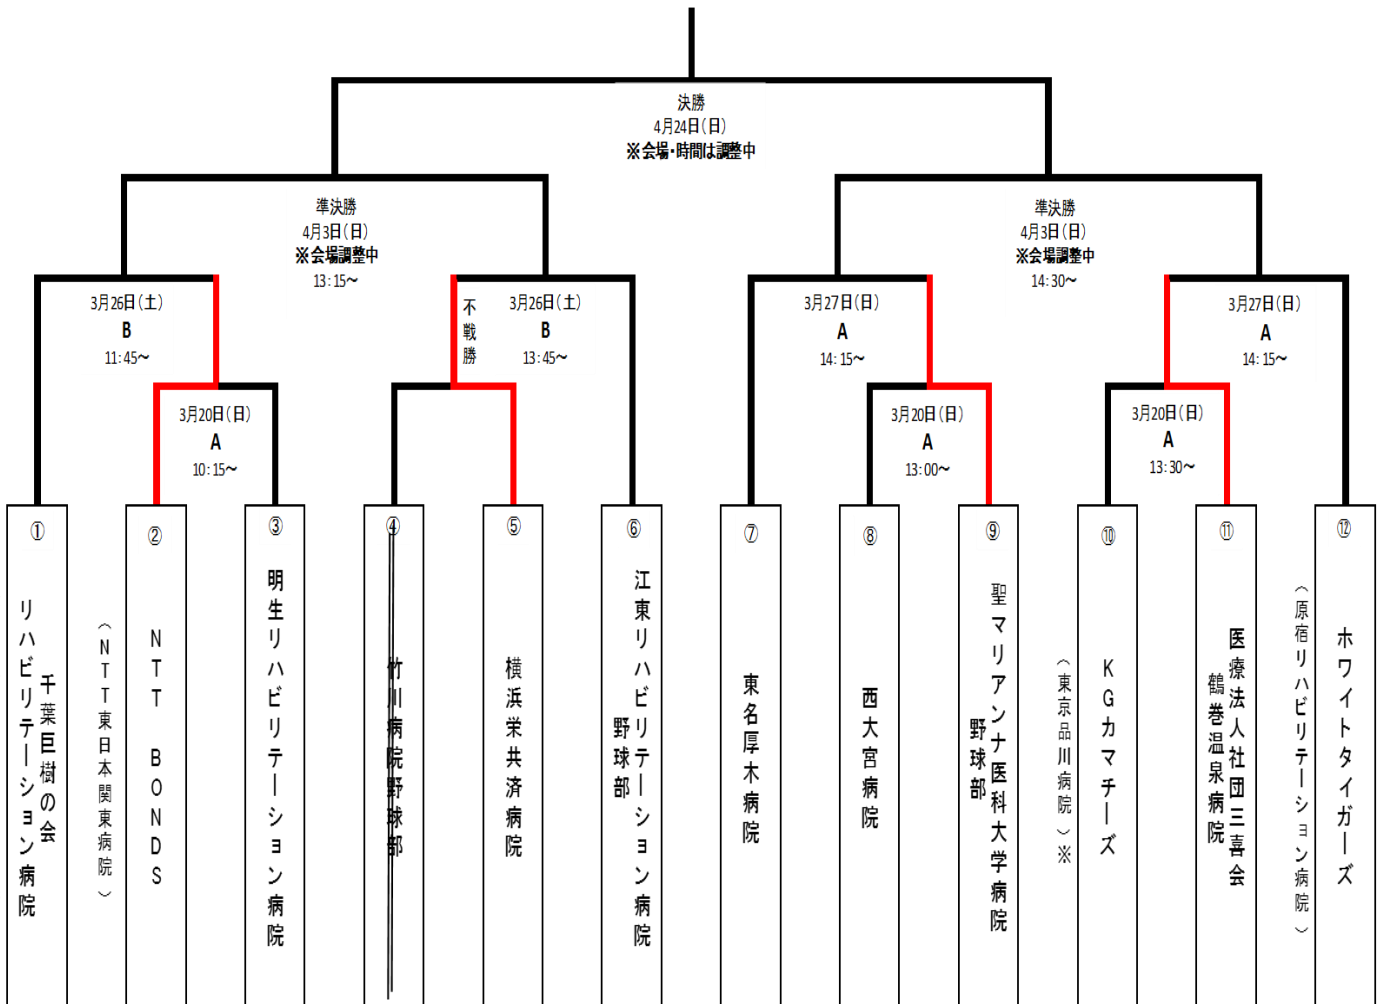 決勝
4月24日(日)
※会場・時間は調整中
準決勝
4月3日(日)
※会場調整中
13:15～
準決勝
4月3日(日)
※会場調整中
14:30～
3月26日(土)
B
11:45～
不戦勝
3月26日(土)
B
13:45～
3月27日(日)
A
14:15～
3月27日(日)
A
14:15～
3月20日(日)
A
10:15～
3月20日(日)
A
13:00～
3月20日(日)
A
13:30～
①
千葉巨樹の会
リハビリテーション病院
②
NTT BONDS
（NTT東日本関東病院）
③
明生リハビリテーション病院
④
竹川病院野球部
⑤
横浜栄共済病院
⑥
江東リハビリテーション病院
野球部
⑦
東名厚木病院
⑧
西大宮病院
⑨
聖マリアンナ医科大学病院
野球部
⑩
KGカマチーズ
（東京品川病院）※
⑪
医療法人社団三喜会
鶴巻温泉病院
⑫
ホワイトタイガーズ
（原宿リハビリテーション病院）